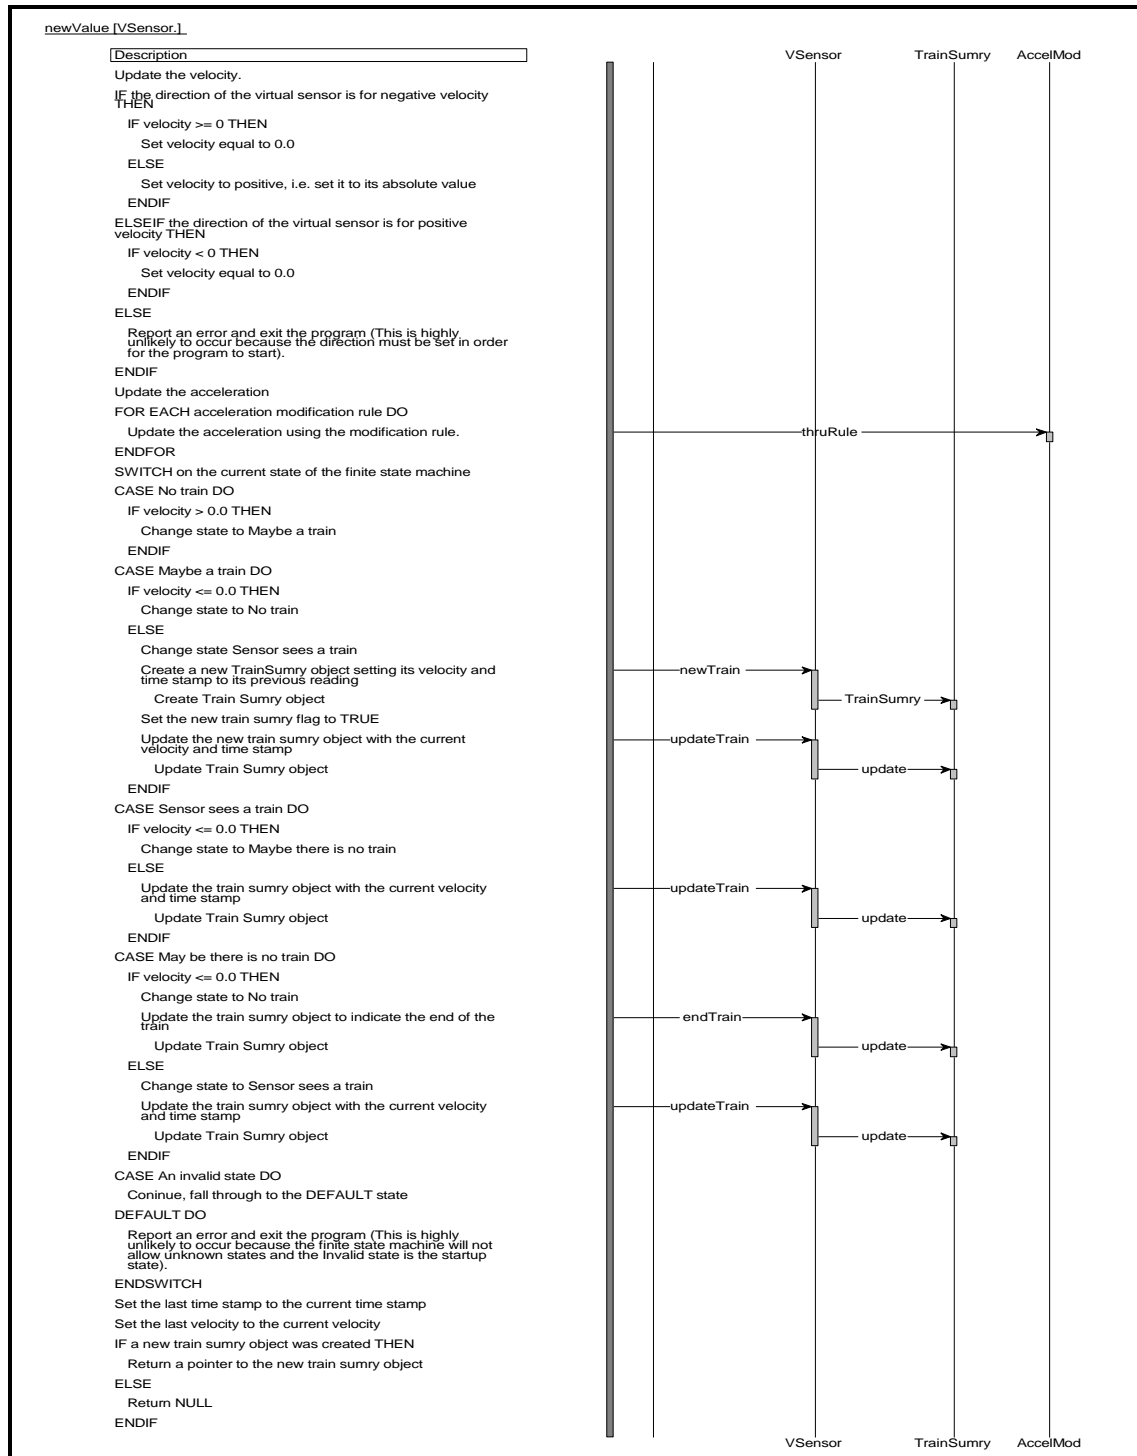 newValue [VSensor.]
Description
VSensor TrainSumry AccelMod
Update the velocity.
IF the direction of the virtual sensor is for negative velocity
THEN
IF velocity >= 0 THEN
Set velocity equal to 0.0
ELSE
Set velocity to positive, i.e. set it to its absolute value
ENDIF
ELSEIF the direction of the virtual sensor is for positive
velocity THEN
IF velocity < 0 THEN
Set velocity equal to 0.0
ENDIF
ELSE
Report an error and exit the program (This is highly
unlikely to occur because the direction must be set in order
for the program to start).
ENDIF
Update the acceleration
FOR EACH acceleration modification rule DO
Update the acceleration using the modification rule. thruRule
ENDFOR
SWITCH on the current state of the finite state machine
CASE No train DO
IF velocity > 0.0 THEN
Change state to Maybe a train
ENDIF
CASE Maybe a train DO
IF velocity <= 0.0 THEN
Change state to No train
ELSE
Change state Sensor sees a train
Create a new TrainSumry object setting its velocity and newTrain
time stamp to its previous reading
Create Train Sumry object TrainSumry
Set the new train sumry flag to TRUE
Update the new train sumry object with the current updateTrain
velocity and time stamp
Update Train Sumry object update
ENDIF
CASE Sensor sees a train DO
IF velocity <= 0.0 THEN
Change state to Maybe there is no train
ELSE
Update the train sumry object with the current velocity updateTrain
and time stamp
Update Train Sumry object update
ENDIF
CASE May be there is no train DO
IF velocity <= 0.0 THEN
Change state to No train
Update the train sumry object to indicate the end of the endTrain
train
Update Train Sumry object update
ELSE
Change state to Sensor sees a train
Update the train sumry object with the current velocity updateTrain
and time stamp
Update Train Sumry object update
ENDIF
CASE An invalid state DO
Coninue, fall through to the DEFAULT state
DEFAULT DO
Report an error and exit the program (This is highly
unlikely to occur because the finite state machine will not
allow unknown states and the Invalid state is the startup
state).
ENDSWITCH
Set the last time stamp to the current time stamp
Set the last velocity to the current velocity
IF a new train sumry object was created THEN
Return a pointer to the new train sumry object
ELSE
Return NULL
ENDIF
VSensor TrainSumry AccelMod